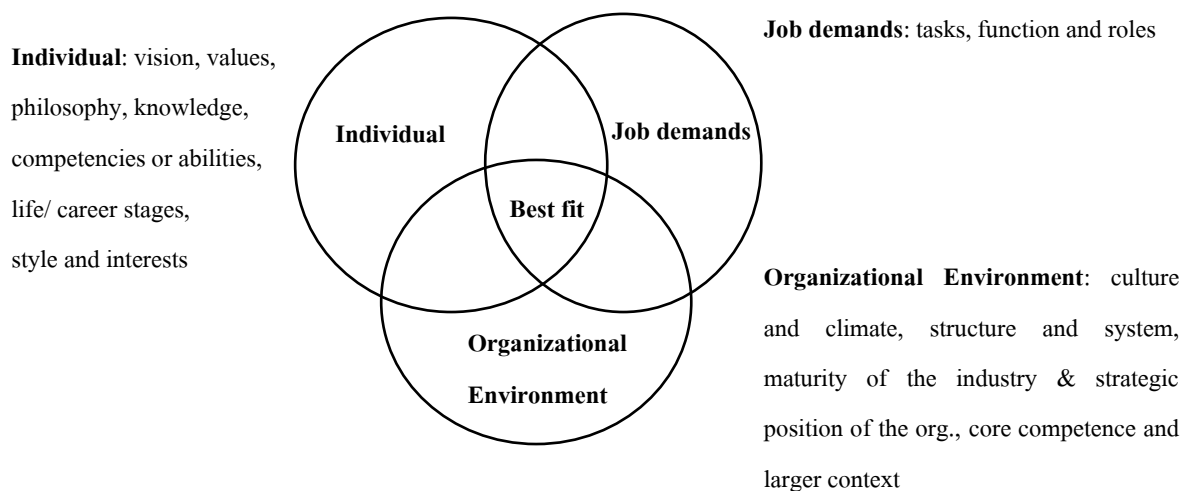 Individual: vision, values,
philosophy, knowledge,
competencies or abilities,
life/ career stages,
style and interests
Individual
Job demands
Best fit
Organizational
Environment
Job demands: tasks, function and roles
Organizational Environment: culture
and climate, structure and system,
maturity of the industry & strategic
position of the org., core competence and
larger context